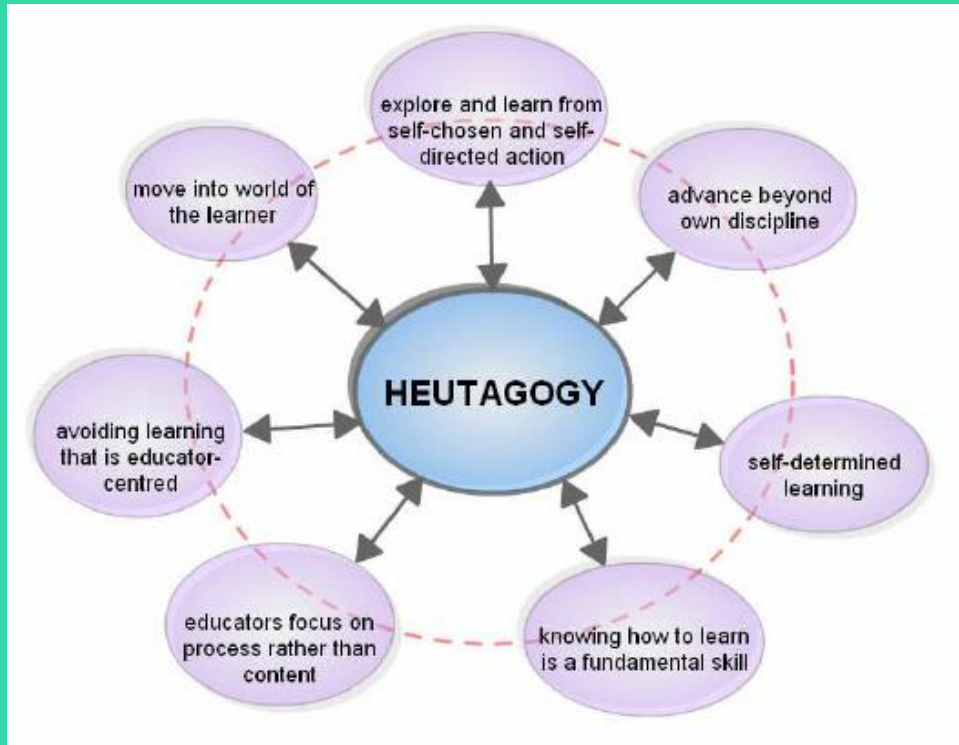 explore and learn from
self-chosen and self-
directed action
advance beyond
own discipline
self-determined
learning
knowing how to learn
is a fundamental skill
educators focus on
process rather than
content
avoiding learning
that is educator-
centred
move into world of
the learner
HEUTAGOGY